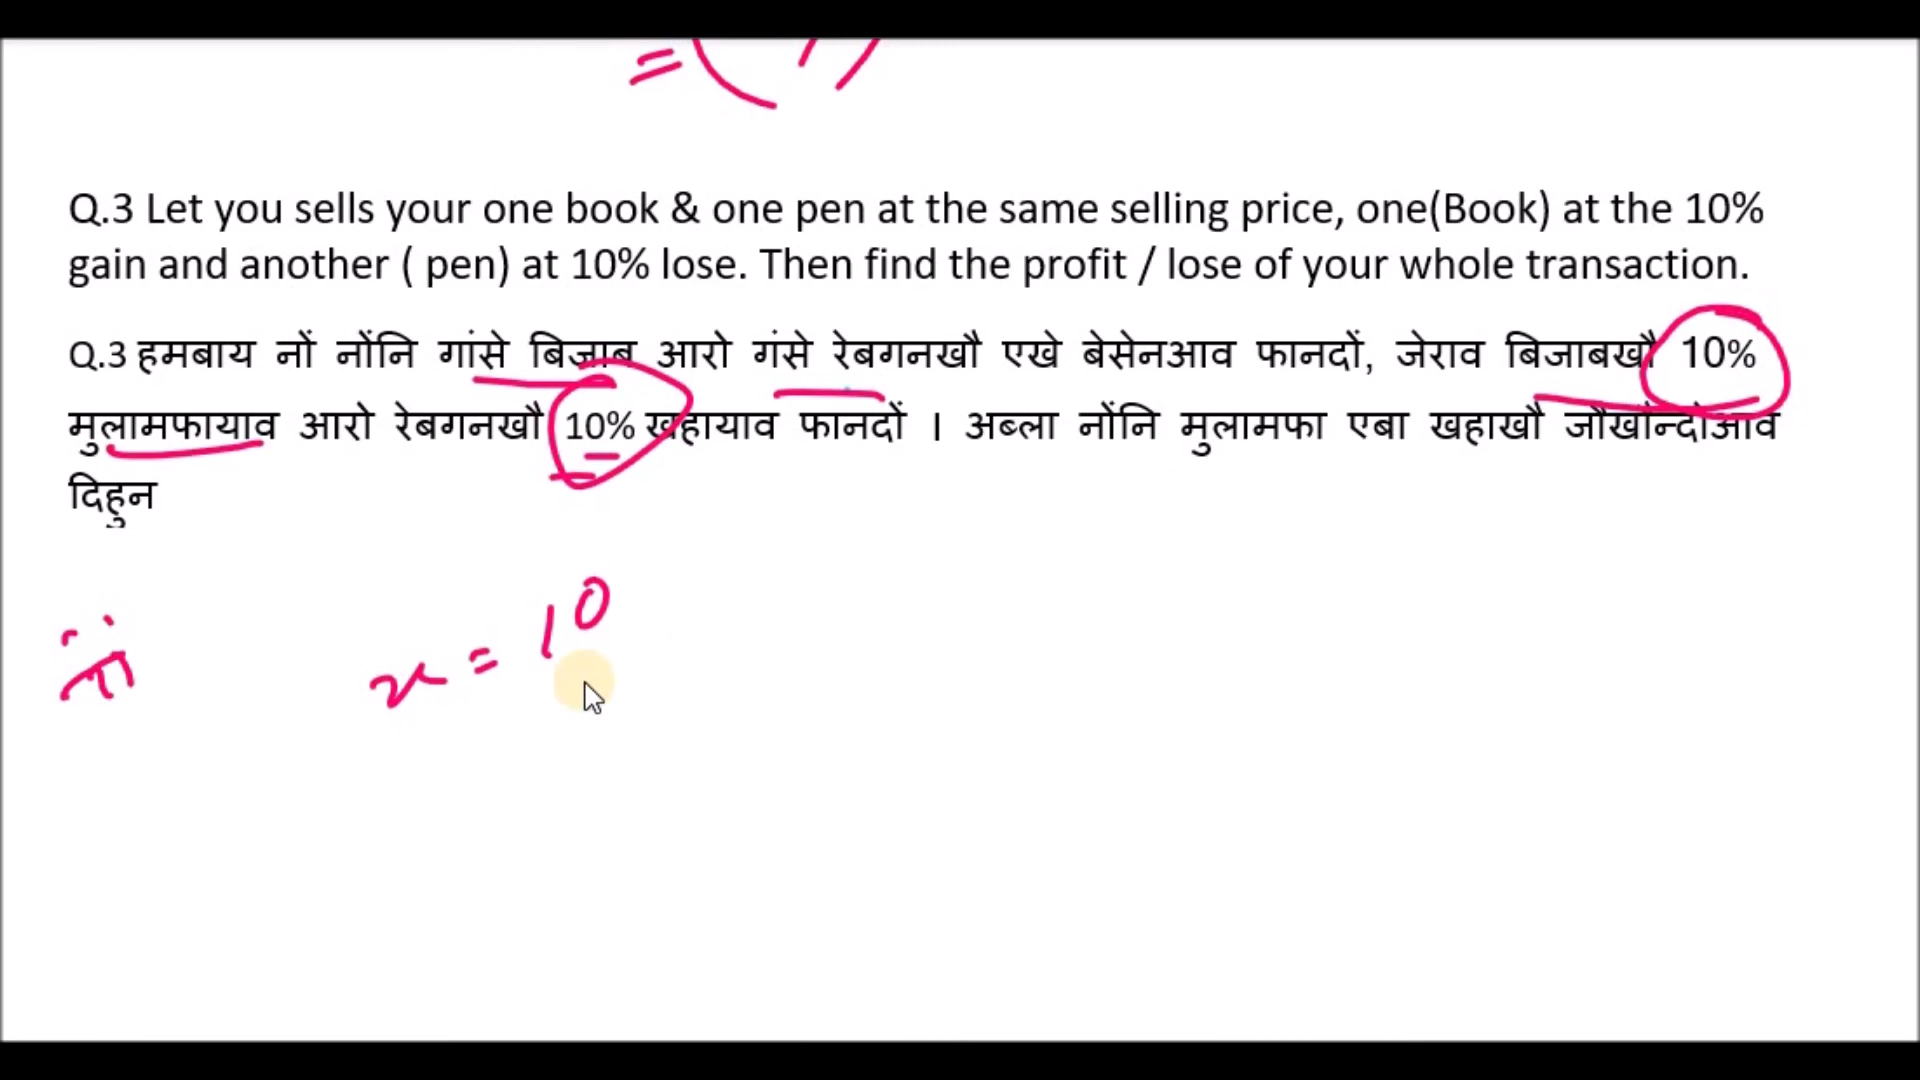 Q.3 Let you sells your one book & one pen at the same selling price, one(Book) at the 10%
gain and another ( pen) at 10% lose. Then find the profit / lose of your whole transaction.
Q.3 हमबाय नों नोंनि गांसे बिजाब आरो गंसे रेबगनखौ एखे बेसेनआव फानदों, जेराव बिजाबखौ 10%
मुलामफायाव आरो रेबगनखौ 10% खहायाव फानदों । अब्ला नोंनि मुलामफा एबा खहाखौ जौखोन्दोआव
दिहुन
x = 10